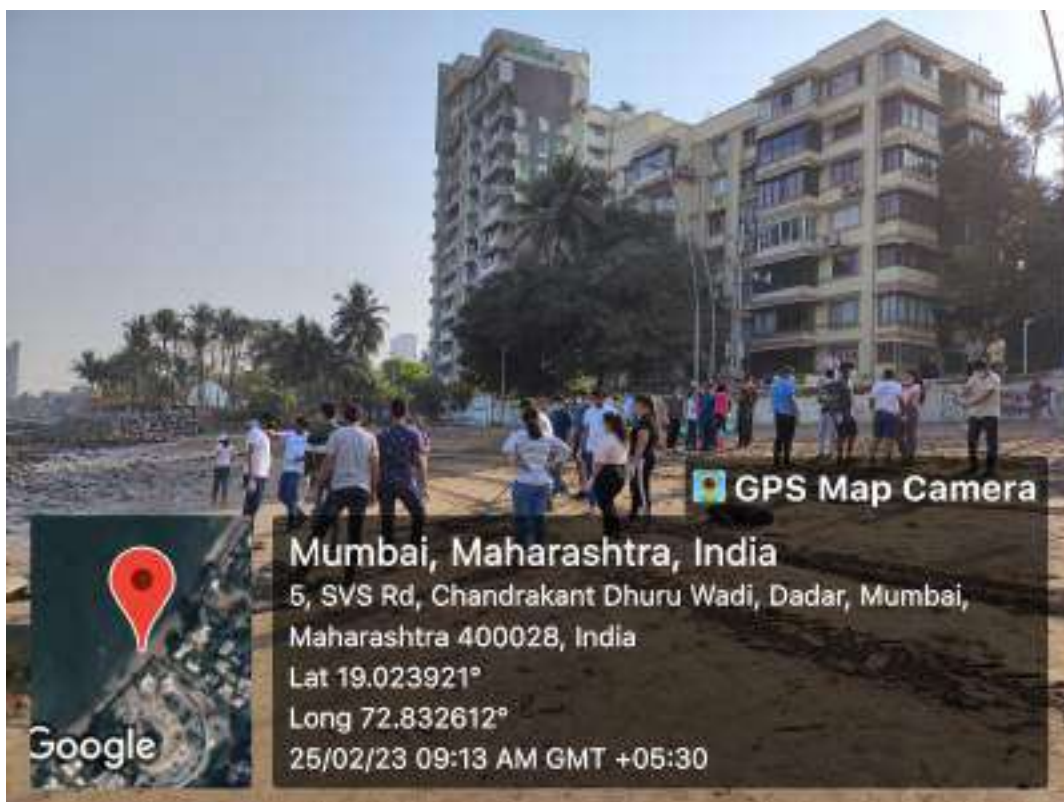 GPS Map Camera
Mumbai, Maharashtra, India
5, SVS Rd, Chandrakant Dhuru Wadi, Dadar, Mumbai,
Maharashtra 400028, India
Lat 19.023921°
Long 72.832612°
25/02/23 09:13 AM GMT +05:30
Google